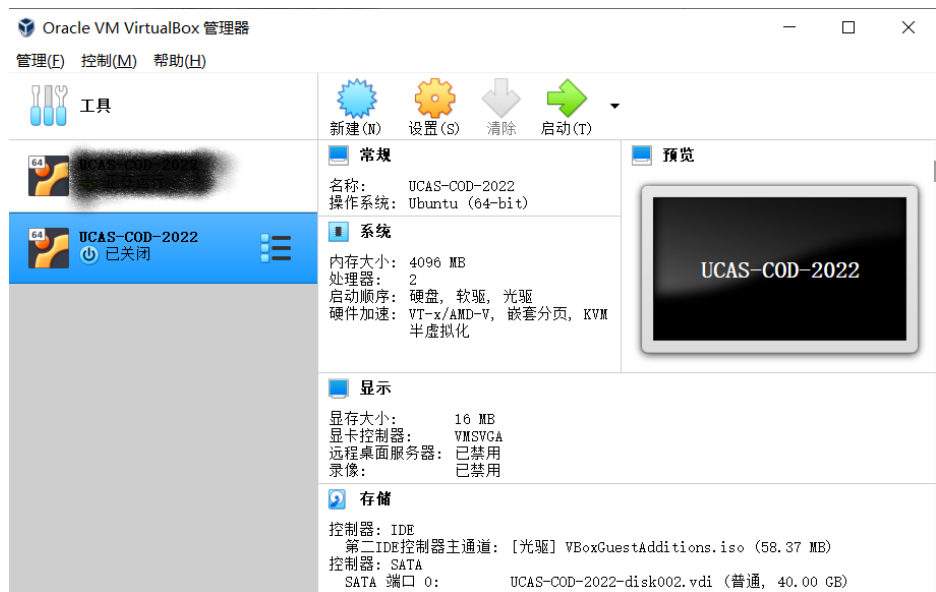 Oracle VM VirtualBox 管理器
管理(F) 控制(M) 帮助(H)
工具
新建(N) 设置(S) 清除 启动(T)
64
64
UCAS-COD-2022
已关闭
常规
名称: UCAS-COD-2022
操作系统: Ubuntu (64-bit)
系统
内存大小: 4096 MB
处理器: 2
启动顺序: 硬盘, 软驱, 光驱
硬件加速: VT-x/AMD-V, 嵌套分页, KVM
半虚拟化
预览
UCAS-COD-2022
显示
显存大小: 16 MB
显卡控制器: VMSVGA
远程桌面服务器: 已禁用
录像: 已禁用
存储
控制器: IDE
第二IDE控制器主通道: [光驱] VBoxGuestAdditions.iso (58.37 MB)
控制器: SATA
SATA 端口 0: UCAS-COD-2022-disk002.vdi (普通, 40.00 GB)